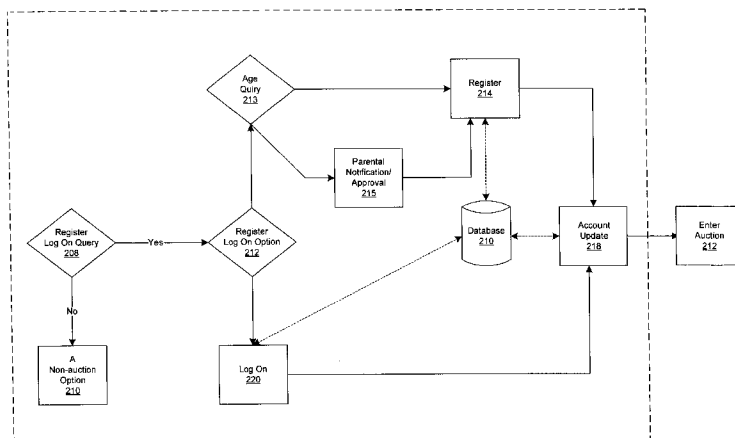 Age
Quiry
213
Register
214
Parental
Notification/
Approval
215
Register
Log On Query
208
Yes
Register
Log On Option
212
Database
210
Account
Update
218
Enter
Auction
212
No
A
Non-auction
Option
210
Log On
220